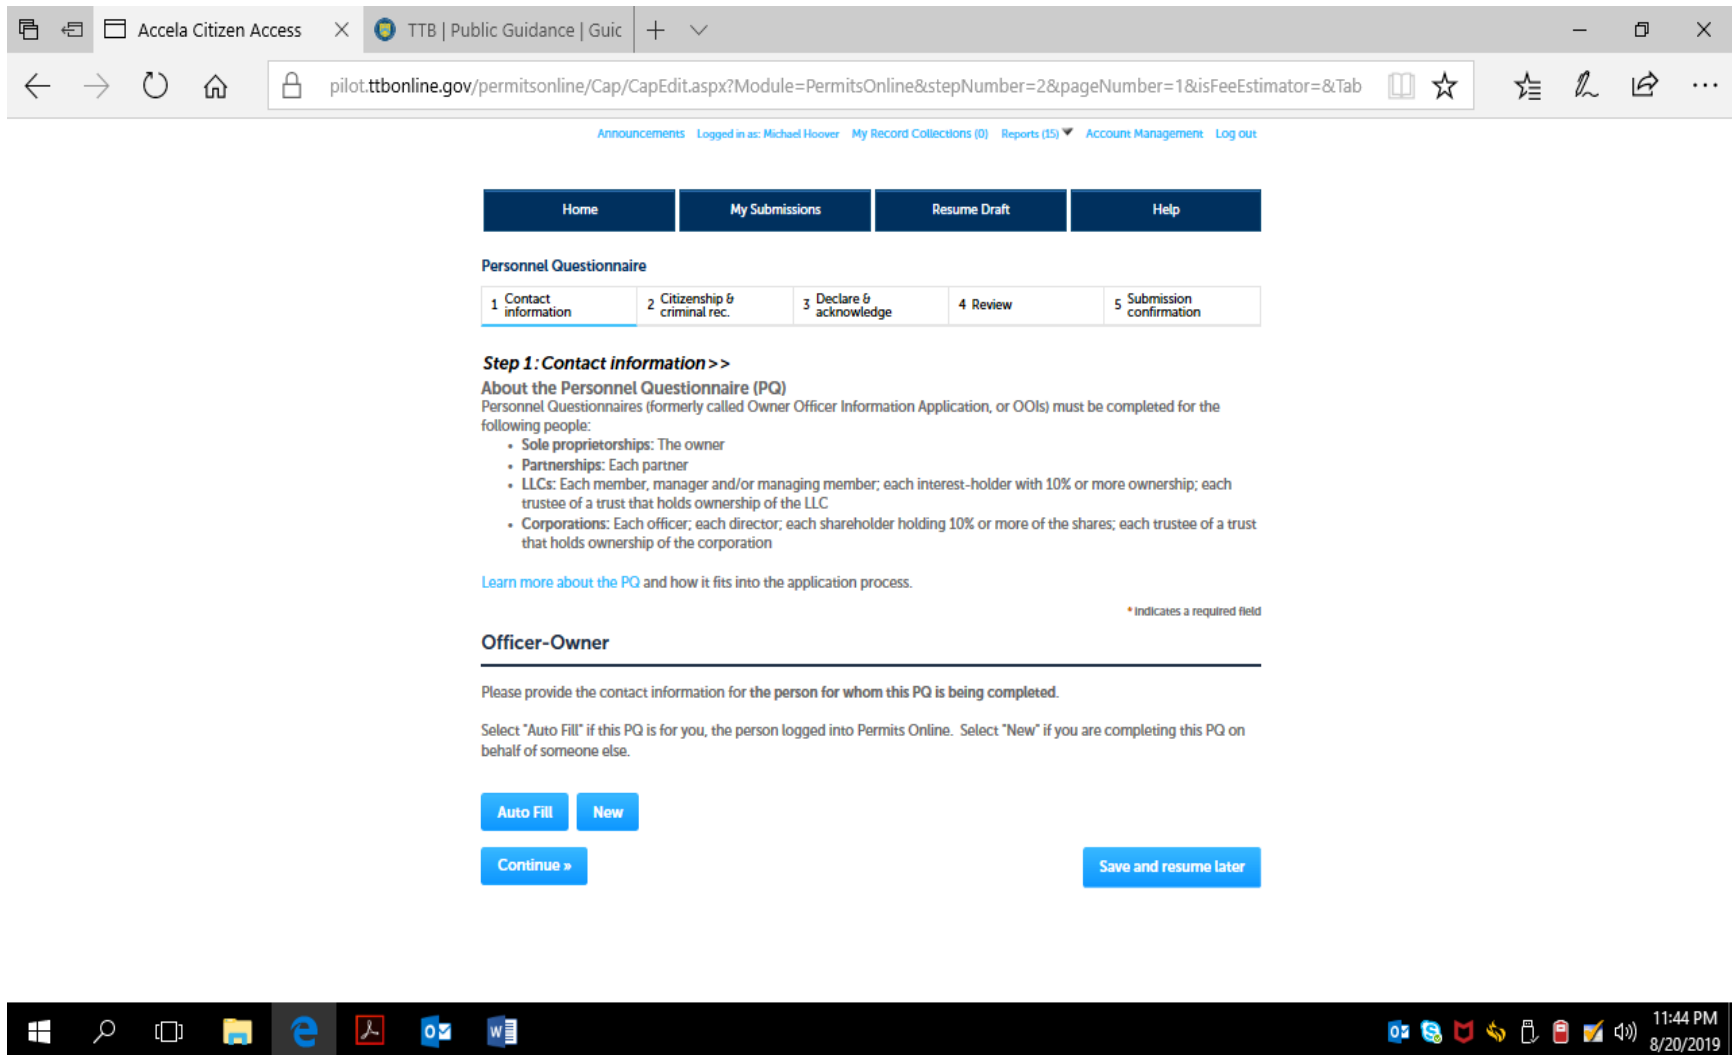 Accela Citizen Access
TTB | Public Guidance | Guic
pilot.ttbonline.gov/permitsonline/Cap/CapEdit.aspx?Module=PermitsOnline&stepNumber=2&pageNumber=1&isFeeEstimator=&Tab
Announcements Logged in as: Michael Hoover My Record Collections (0) Reports (15) Account Management Log out
Home My Submissions Resume Draft Help
Personnel Questionnaire
1 Contact information
2 Citizenship & criminal rec.
3 Declare & acknowledge
4 Review
5 Submission confirmation
Step 1: Contact information>>
About the Personnel Questionnaire (PQ)
Personnel Questionnaires (formerly called Owner Officer Information Application, or OOIs) must be completed for the
following people:
• Sole proprietorships: The owner
• Partnerships: Each partner
• LLCs: Each member, manager and/or managing member; each interest-holder with 10% or more ownership; each
trustee of a trust that holds ownership of the LLC
• Corporations: Each officer; each director; each shareholder holding 10% or more of the shares; each trustee of a trust
that holds ownership of the corporation
Learn more about the PQ and how it fits into the application process.
* indicates a required field
Officer-Owner
Please provide the contact information for the person for whom this PQ is being completed.
Select "Auto Fill" if this PQ is for you, the person logged into Permits Online. Select "New" if you are completing this PQ on
behalf of someone else.
Auto Fill New
Continue » Save and resume later
11:44 PM
8/20/2019